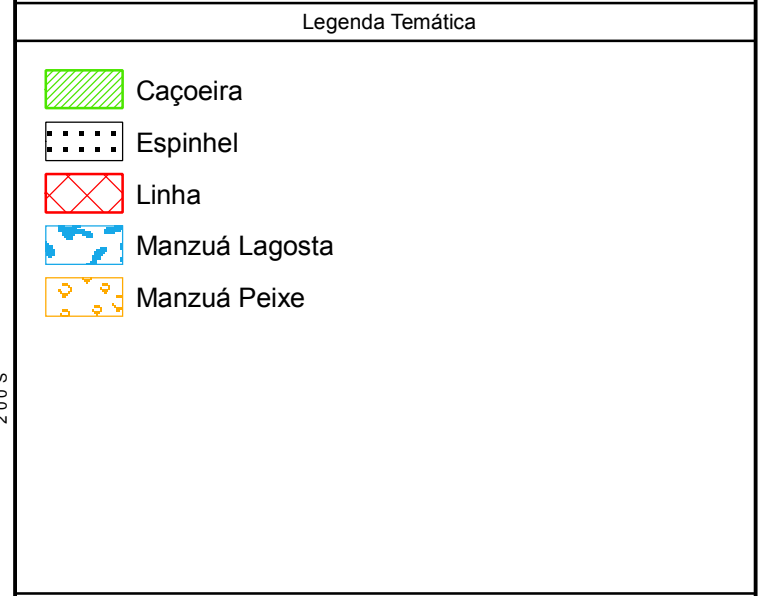 Legenda Temática
Caçoeira
Espinhel
Linha
Manzuá Lagosta
Manzuá Peixe